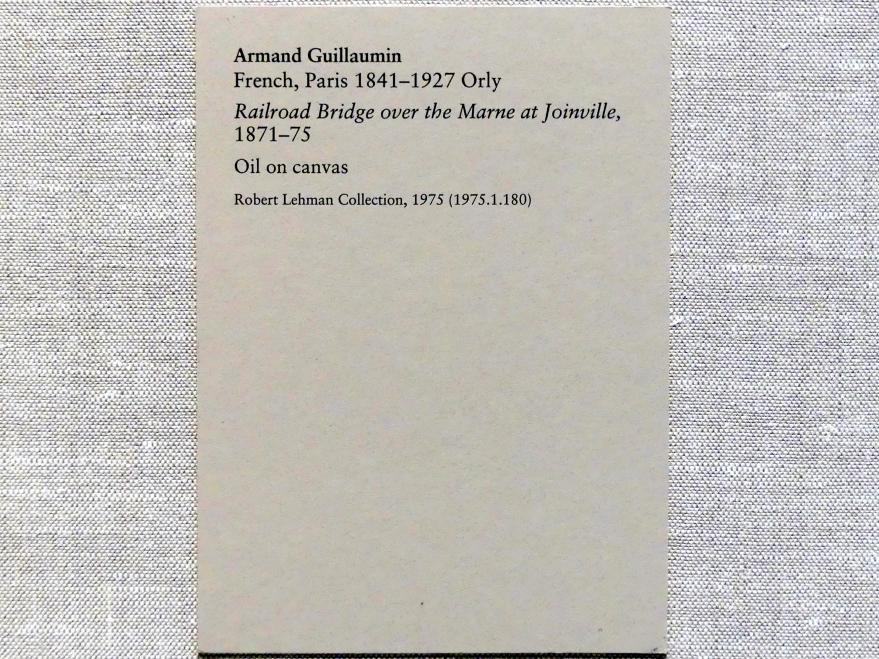 Armand Guillaumin
French, Paris 1841–1927 Orly
Railroad Bridge over the Marne at Joinville,
1871–75
Oil on canvas
Robert Lehman Collection, 1975 (1975.1.180)